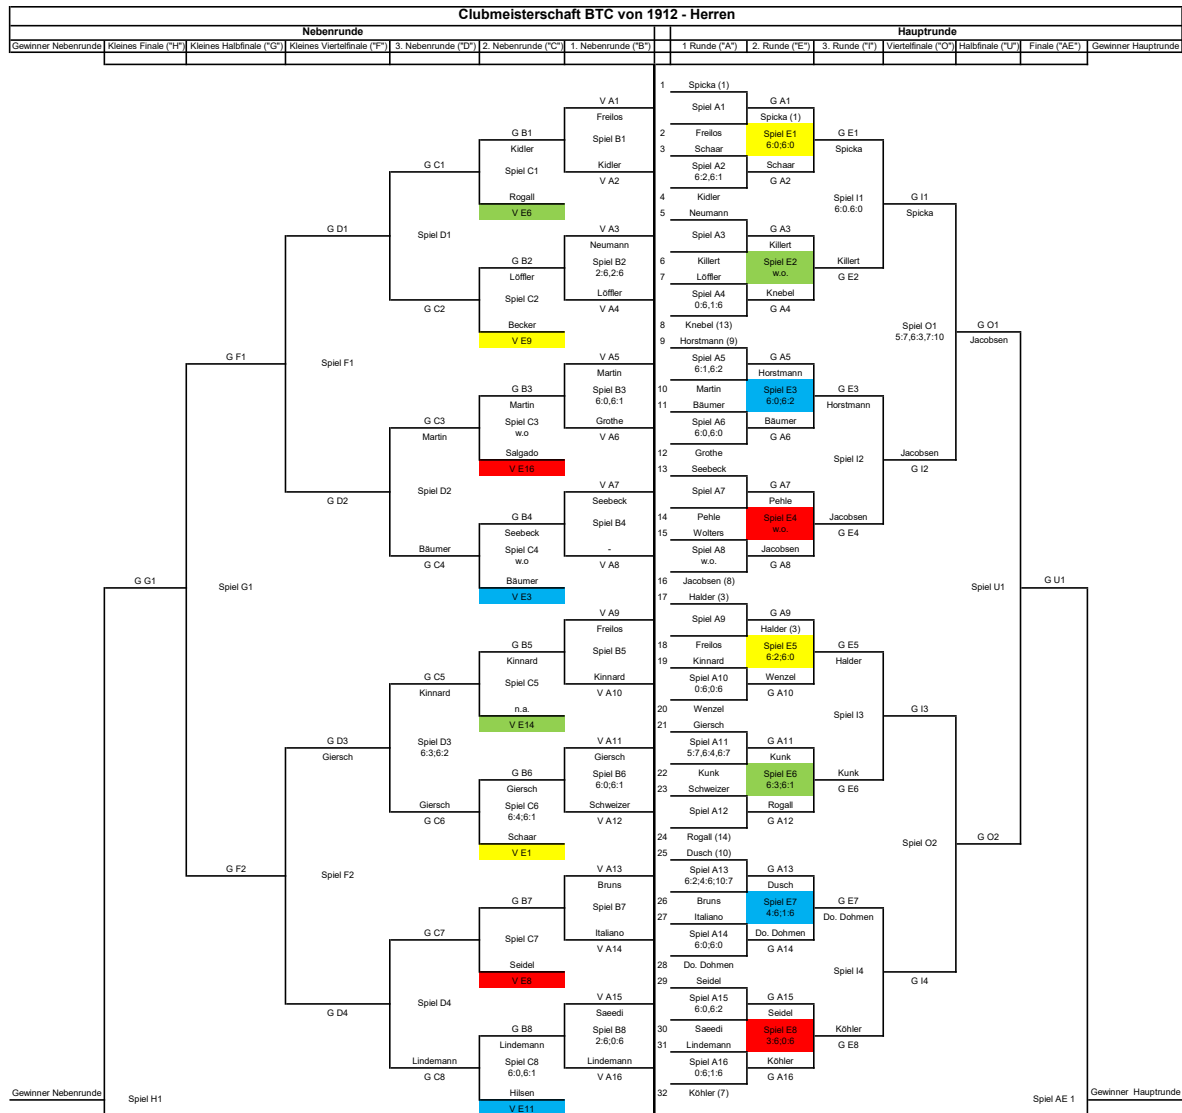 Clubmeisterschaft BTC von 1912 - Herren
Nebenrunde Hauptrunde
Gewinner Nebenrunde Kleines Finale ("H") Kleines Halbfinale ("G") Kleines Viertelfinale ("F") 3. Nebenrunde ("D") 2. Nebenrunde ("C") 1. Nebenrunde ("B") 1 Runde ("A") 2. Runde ("E") 3. Runde ("I") Viertelfinale ("O") Halbfinale ("U") Finale ("AE") Gewinner Hauptrunde
1 Spicka (1)
V A1 Spiel A1 G A1
Freilos Spicka (1)
G B1 Spiel B1 2 Freilos Spiel E1 G E1
Kidler 3 Schaar 6:0;6:0 Spicka
G C1 Spiel C1 Kidler Spiel A2 Schaar
V A2 6:2,6:1 G A2
Rogall 4 Kidler Spiel I1 G I1
V E6 5 Neumann 6:0.6:0 Spicka
G D1 Spiel D1 V A3 Spiel A3 G A3
Neumann Killert
G B2 Spiel B2 6 Killert Spiel E2 Killert
Löffler 2:6,2:6 7 Löffler w.o. G E2
Spiel C2 Löffler Spiel A4 Knebel
G C2 V A4 0:6,1:6 G A4
Becker 8 Knebel (13) Spiel O1 G O1
V E9 9 Horstmann (9) 5:7,6:3,7:10 Jacobsen
G F1 Spiel F1 V A5 Spiel A5 G A5
Martin 6:1,6:2 Horstmann
G B3 Spiel B3 10 Martin Spiel E3 G E3
Martin 6:0,6:1 11 Bäumer 6:0;6:2 Horstmann
G C3 Spiel C3 Grothe Spiel A6 Bäumer
Martin w.o V A6 6:0,6:0 G A6
Salgado 12 Grothe Spiel I2 Jacobsen
V E16 13 Seebeck G I2
G D2 Spiel D2 V A7 Spiel A7 G A7
Seebeck Pehle
G B4 Spiel B4 14 Pehle Spiel E4 Jacobsen
Seebeck 15 Wolters w.o. G E4
Bäumer Spiel C4 - Spiel A8 Jacobsen
G C4 w.o V A8 w.o. G A8
G G1 Spiel G1 Bäumer 16 Jacobsen (8) Spiel U1 G U1
V E3 17 Halder (3)
V A9 Spiel A9 G A9
Freilos Halder (3)
G B5 Spiel B5 18 Freilos Spiel E5 G E5
Kinnard 19 Kinnard 6:2;6:0 Halder
G C5 Spiel C5 Kinnard Spiel A10 Wenzel
Kinnard V A10 0:6;0:6 G A10
n.a. 20 Wenzel Spiel I3 G I3
V E14 21 Giersch
G D3 Spiel D3 V A11 Spiel A11 G A11
Giersch 6:3;6:2 Giersch 5:7,6:4,6:7 Kunk
G B6 Spiel B6 22 Kunk Spiel E6 Kunk
Giersch 6:0;6:1 23 Schweizer 6:3;6:1 G E6
Giersch Spiel C6 Schweizer Spiel A12 Rogall
G C6 6:4;6:1 V A12 G A12
Schaar 24 Rogall (14) Spiel O2 G O2
V E1 25 Dusch (10)
G F2 Spiel F2 V A13 Spiel A13 G A13
Bruns 6:2;4:6;10:7 Dusch
G B7 Spiel B7 26 Bruns Spiel E7 G E7
27 Italiano 4:6;1:6 Do. Dohmen
G C7 Spiel C7 Italiano Spiel A14 Do. Dohmen
V A14 6:0;6:0 G A14
Seidel 28 Do. Dohmen Spiel I4 G I4
V E8 29 Seidel
G D4 Spiel D4 V A15 Spiel A15 G A15
Saeedi 6:0,6:2 Seidel
G B8 Spiel B8 30 Saeedi Spiel E8 Köhler
Lindemann 2:6;0:6 31 Lindemann 3:6;0:6 G E8
Lindemann Spiel C8 Lindemann Spiel A16 Köhler
G C8 6:0,6:1 V A16 0:6;1:6 G A16
Gewinner Nebenrunde Spiel H1 Hilsen 32 Köhler (7) Spiel AE 1 Gewinner Hauptrunde
V E11